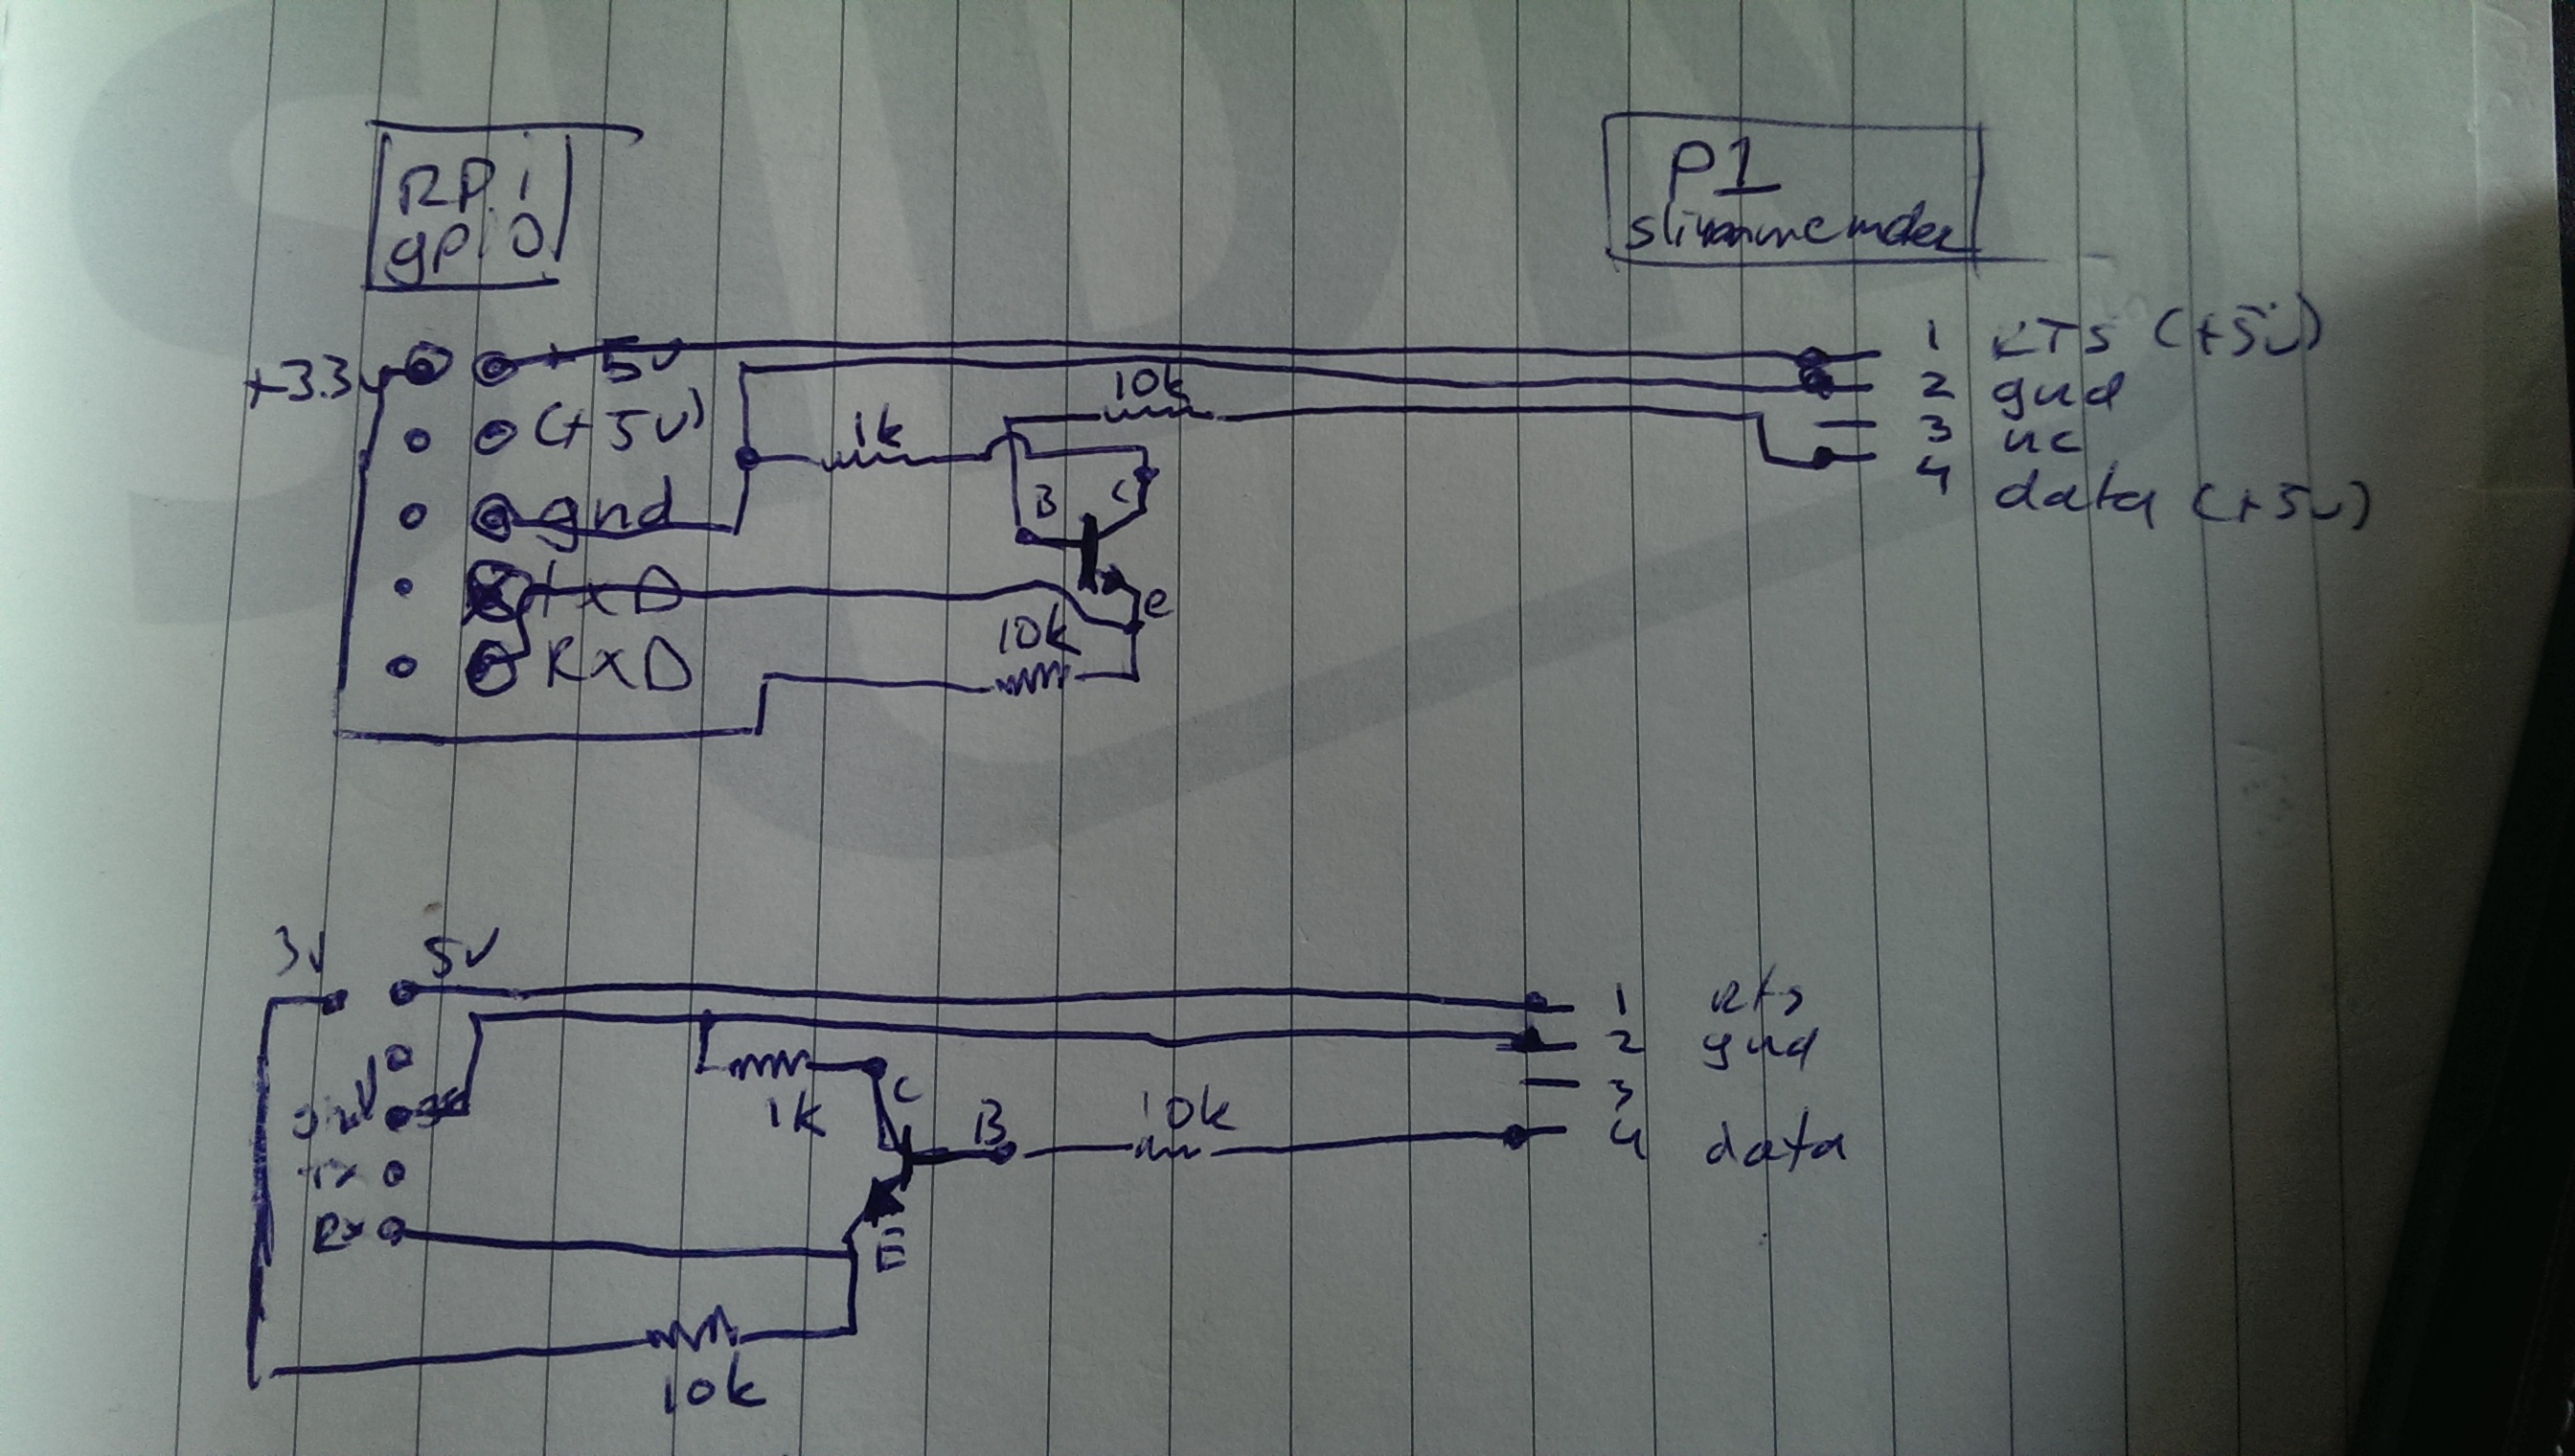 RPi
gpio
P1
slimme meter
+3.3v
+5v
(+5v)
gnd
TxD
RxD
1k
10k
B
C
e
10k
1 RTS (+5v)
2 gnd
3 nc
4 data (+5v)
3V
5V
gnd
Tx
Rx
1k
C
B
10k
E
10k
1 Rts
2 gnd
3
4 data